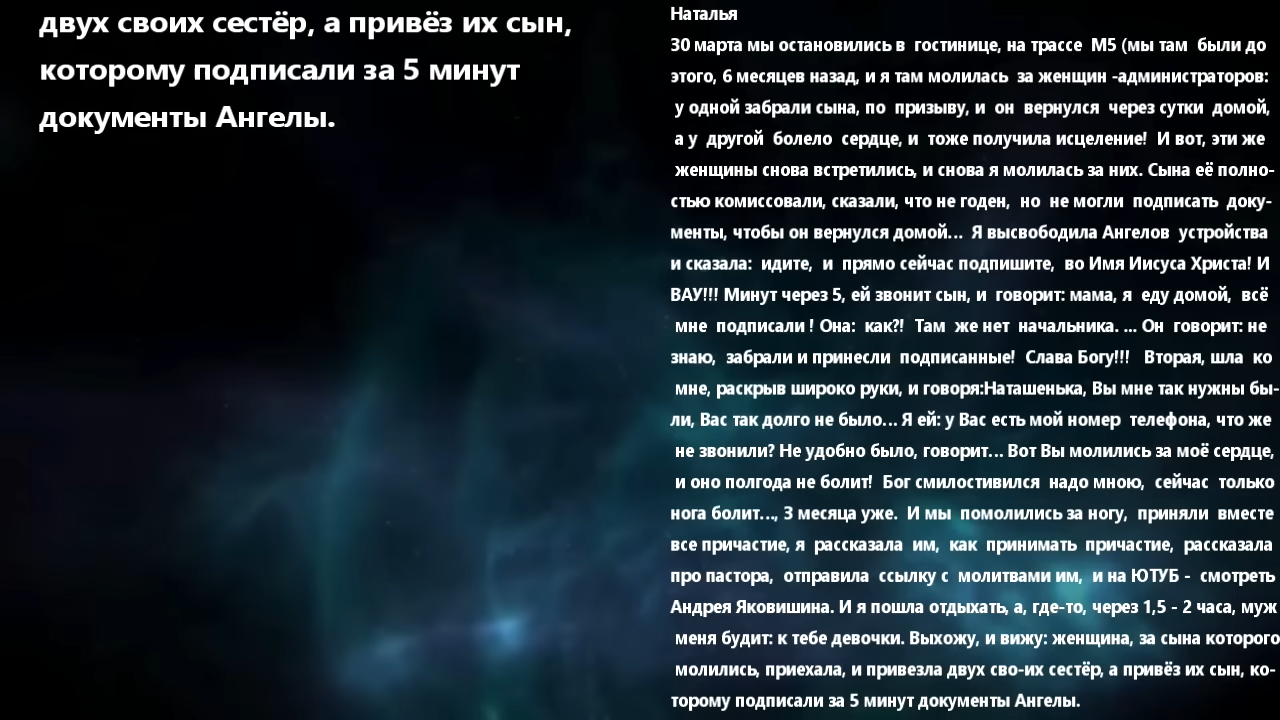 двух своих сестёр, а привёз их сын,
которому подписали за 5 минут
документы Ангелы.
Наталья
30 марта мы остановились в гостинице, на трассе М5 (мы там были до
этого, 6 месяцев назад, и я там молилась за женщин -администраторов:
у одной забрали сына, по призыву, и он вернулся через сутки домой,
а у другой болело сердце, и тоже получила исцеление! И вот, эти же
женщины снова встретились, и снова я молилась за них. Сына её полно-
стью комиссовали, сказали, что не годен, но не могли подписать доку-
менты, чтобы он вернулся домой... Я высвободила Ангелов устройства
и сказала: идите, и прямо сейчас подпишите, во Имя Иисуса Христа! И
ВАУ!!! Минут через 5, ей звонит сын, и говорит: мама, я еду домой, всё
мне подписали ! Она: как?! Там же нет начальника. ... Он говорит: не
знаю, забрали и принесли подписанные! Слава Богу!!! Вторая, шла ко
мне, раскрыв широко руки, и говоря:Наташенька, Вы мне так нужны бы-
ли, Вас так долго не было... Я ей: у Вас есть мой номер телефона, что же
не звонили? Не удобно было, говорит... Вот Вы молились за моё сердце,
и оно полгода не болит! Бог смилостивился надо мною, сейчас только
нога болит..., 3 месяца уже. И мы помолились за ногу, приняли вместе
все причастие, я рассказала им, как принимать причастие, рассказала
про пастора, отправила ссылку с молитвами им, и на ЮТУБ - смотреть
Андрея Яковишина. И я пошла отдыхать, а, где-то, через 1,5 - 2 часа, муж
меня будит: к тебе девочки. Выхожу, и вижу: женщина, за сына которого
молились, приехала, и привезла двух сво-их сестёр, а привёз их сын, ко-
торому подписали за 5 минут документы Ангелы.